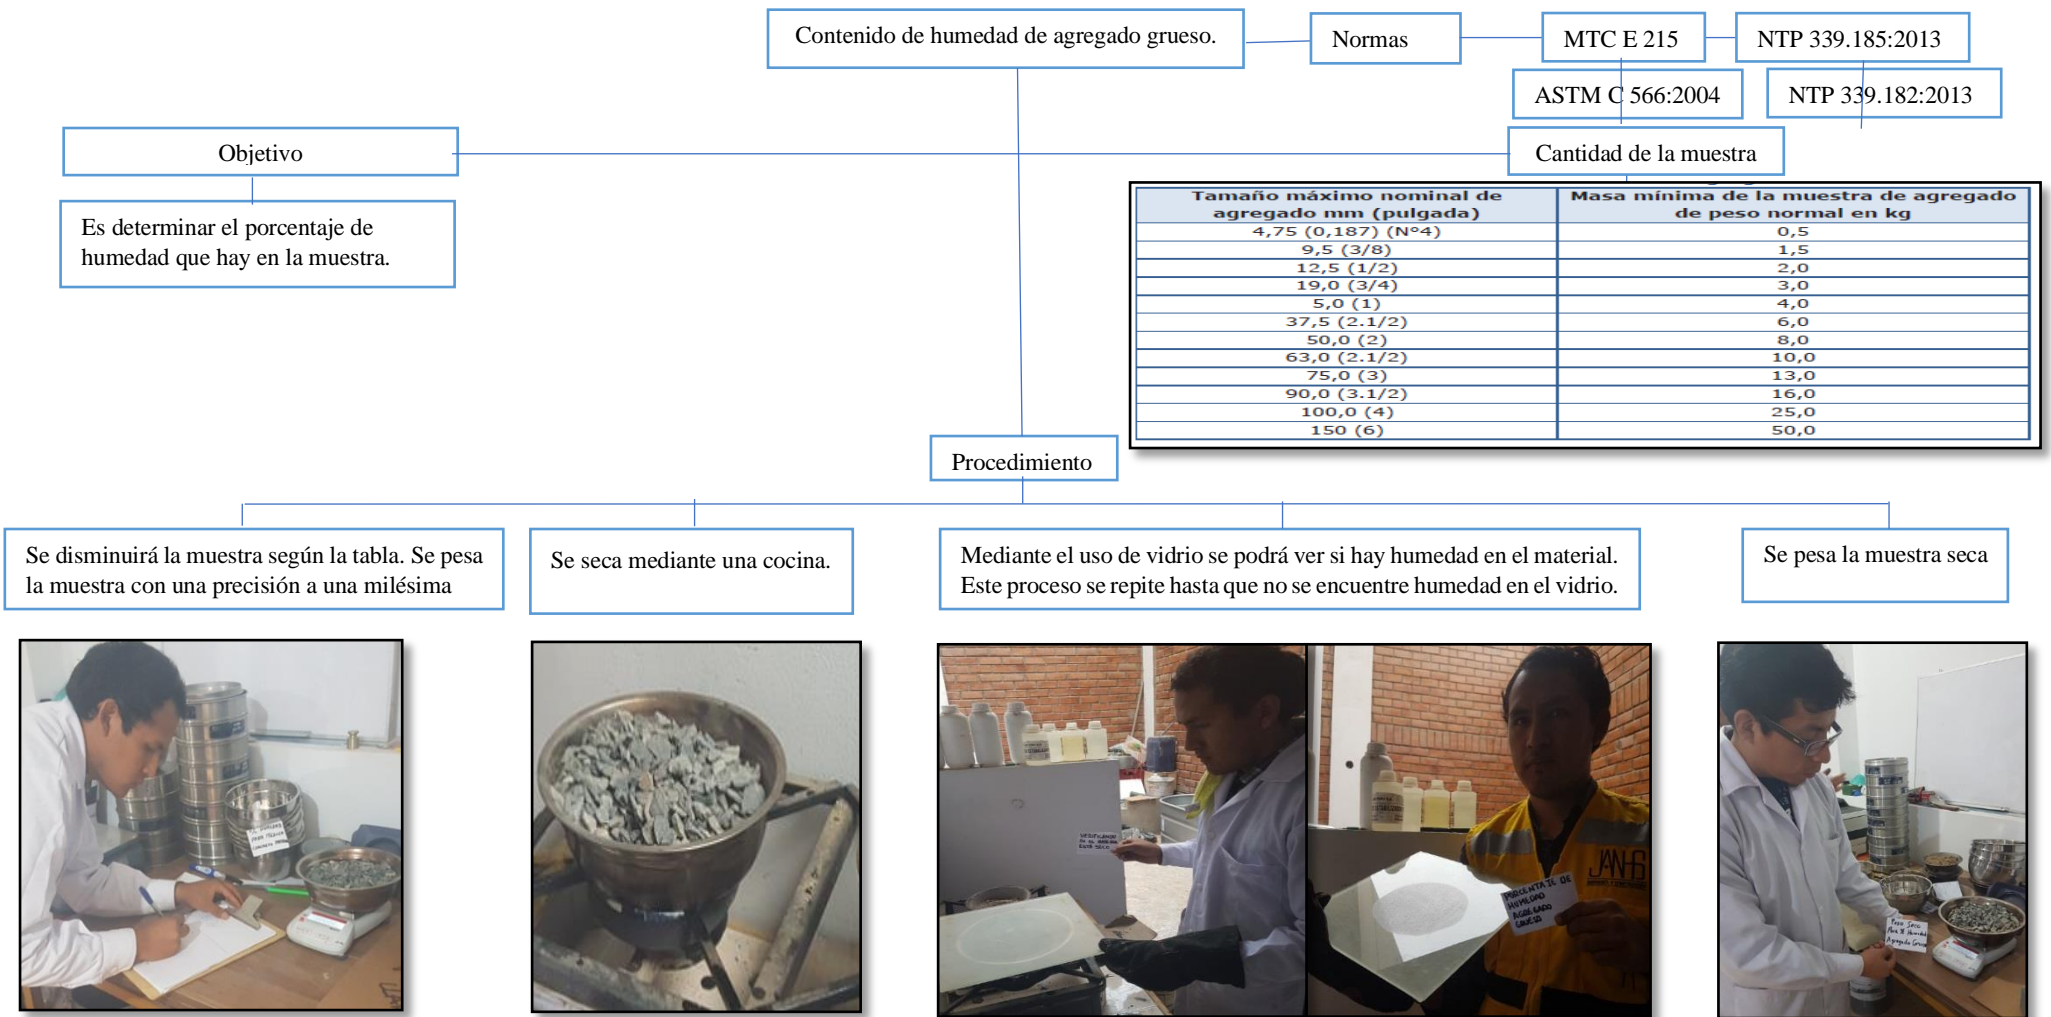 Contenido de humedad de agregado grueso.
Normas
MTC E 215
NTP 339.185:2013
ASTM C 566:2004
NTP 339.182:2013
Objetivo
Cantidad de la muestra
Es determinar el porcentaje de
humedad que hay en la muestra.
Tamaño máximo nominal de
agregado mm (pulgada)
Masa mínima de la muestra de agregado
de peso normal en kg
4,75 (0,187) (Nº4) 0,5
9,5 (3/8) 1,5
12,5 (1/2) 2,0
19,0 (3/4) 3,0
5,0 (1) 4,0
37,5 (2.1/2) 6,0
50,0 (2) 8,0
63,0 (2.1/2) 10,0
75,0 (3) 13,0
90,0 (3.1/2) 16,0
100,0 (4) 25,0
150 (6) 50,0
Procedimiento
Se disminuirá la muestra según la tabla. Se pesa
la muestra con una precisión a una milésima
Se seca mediante una cocina.
Mediante el uso de vidrio se podrá ver si hay humedad en el material.
Este proceso se repite hasta que no se encuentre humedad en el vidrio.
Se pesa la muestra seca
VERIFICANDO
PORCENTAJE DE
HUMEDAD
AGREGADO
GRUESO
Peso Seco
Para % Humedad
Agregado Grueso